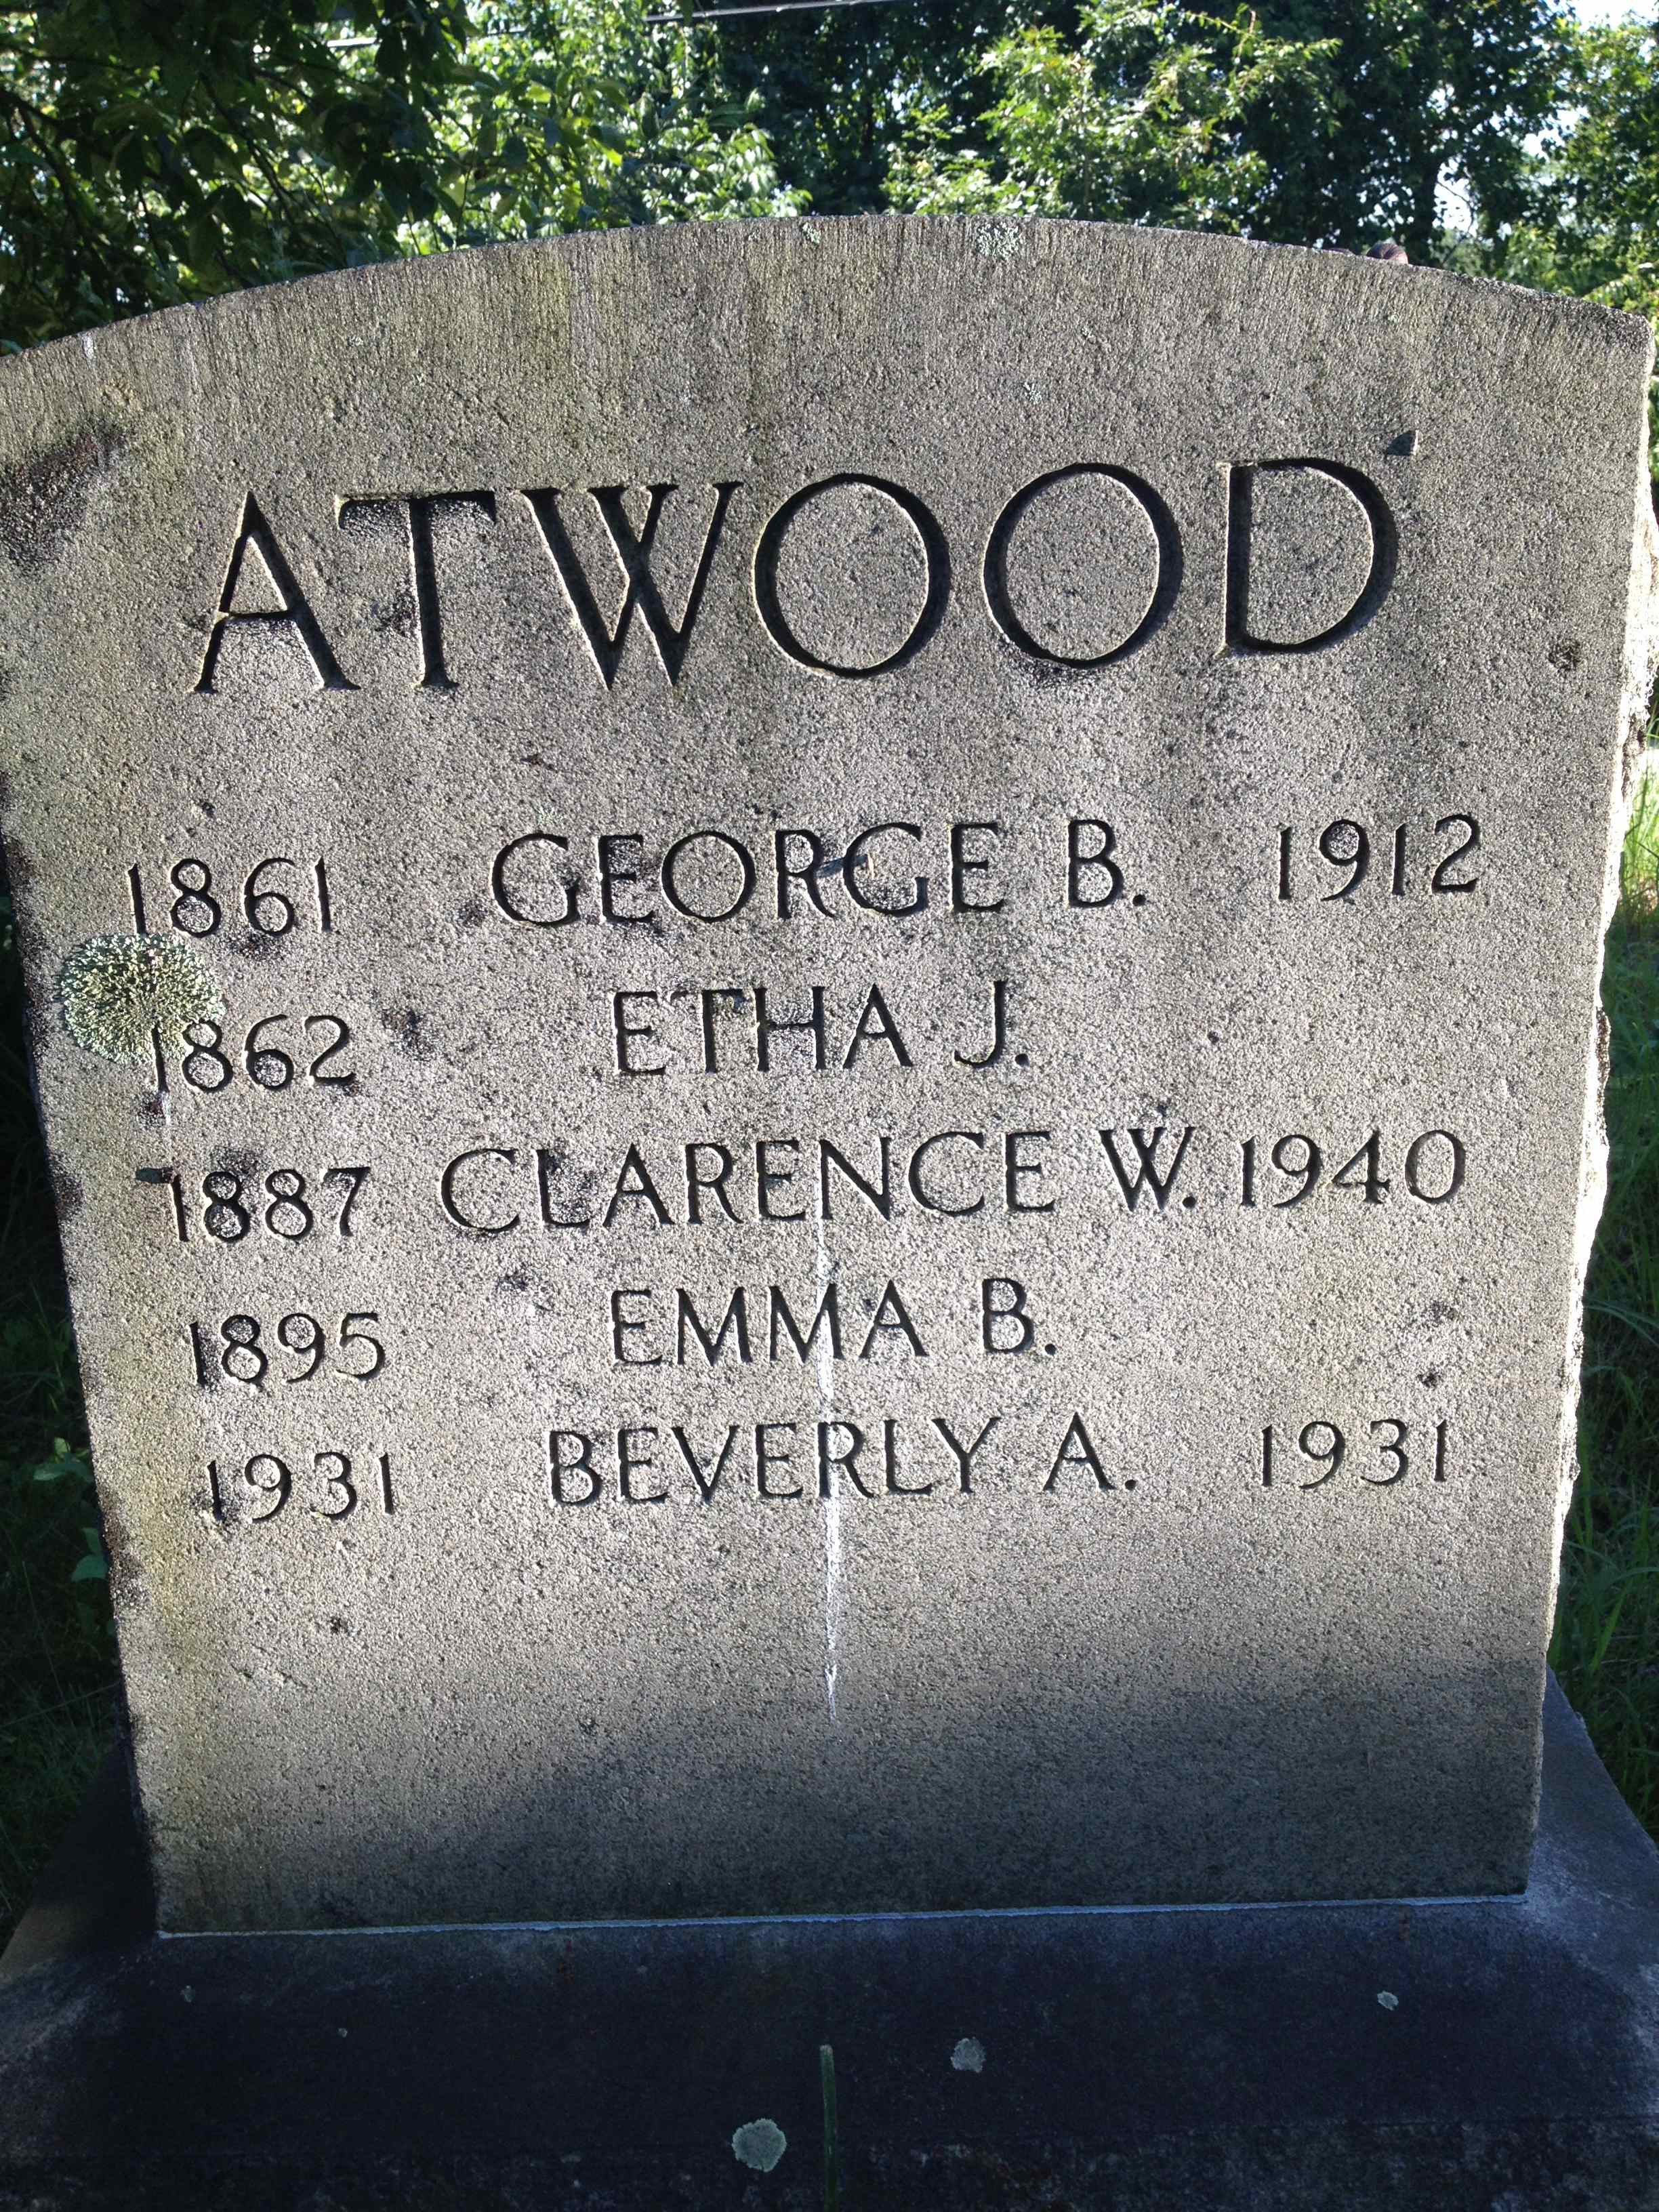 ATWOOD
1861 GEORGE B. 1912
1862 ETHA J.
1887 CLARENCE W. 1940
1895 EMMA B.
1931 BEVERLY A. 1931